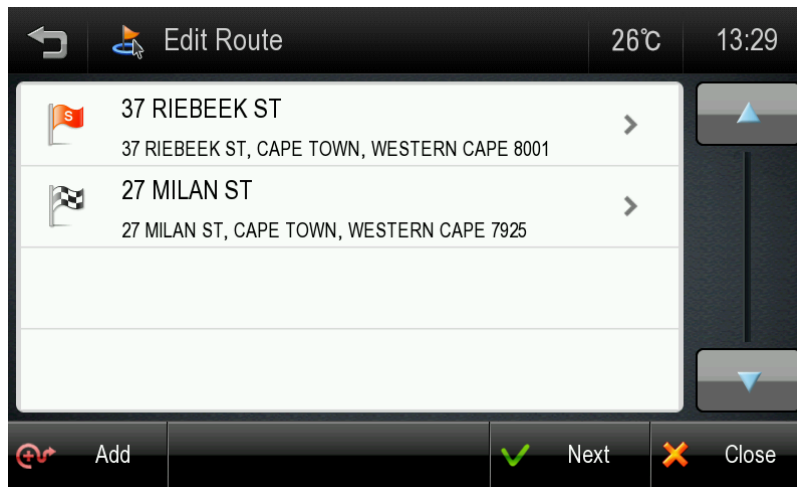 Edit Route
26℃
13:29
S
37 RIEBEEK ST
37 RIEBEEK ST, CAPE TOWN, WESTERN CAPE 8001
27 MILAN ST
27 MILAN ST, CAPE TOWN, WESTERN CAPE 7925
Add
Next
Close